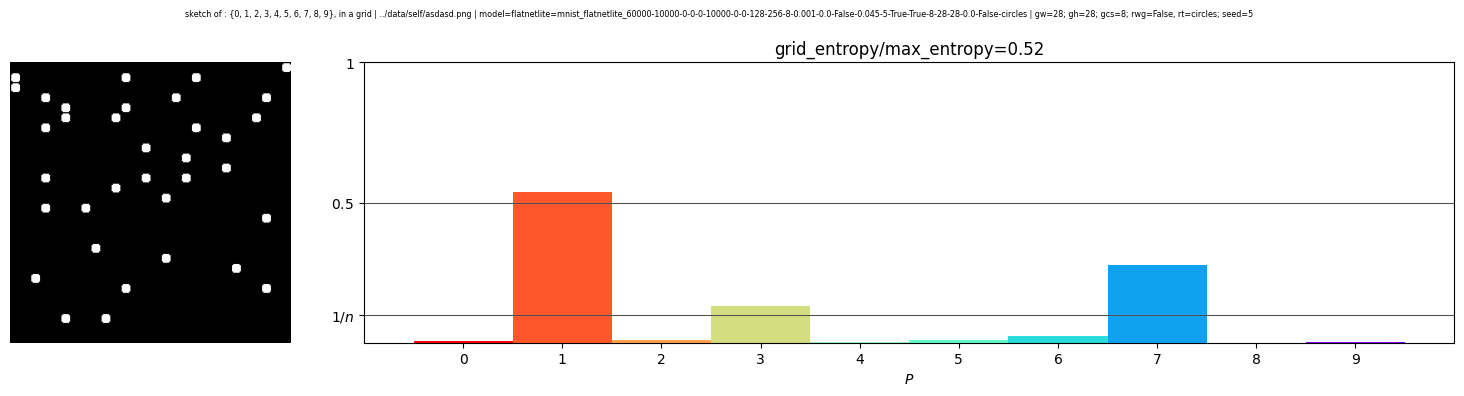 sketch of : {0, 1, 2, 3, 4, 5, 6, 7, 8, 9}, in a grid | ../data/self/asdasd.png | model=flatnetlite=mnist_flatnetlite_60000-10000-0-0-0-10000-0-0-128-256-8-0.001-0.0-False-0.045-5-True-True-8-28-28-0.0-False-circles | gw=28; gh=28; gcs=8; rwg=False, rt=circles; seed=5
grid_entropy/max_entropy=0.52
1
0.5
1/n
0 1 2 3 4 5 6 7 8 9
P